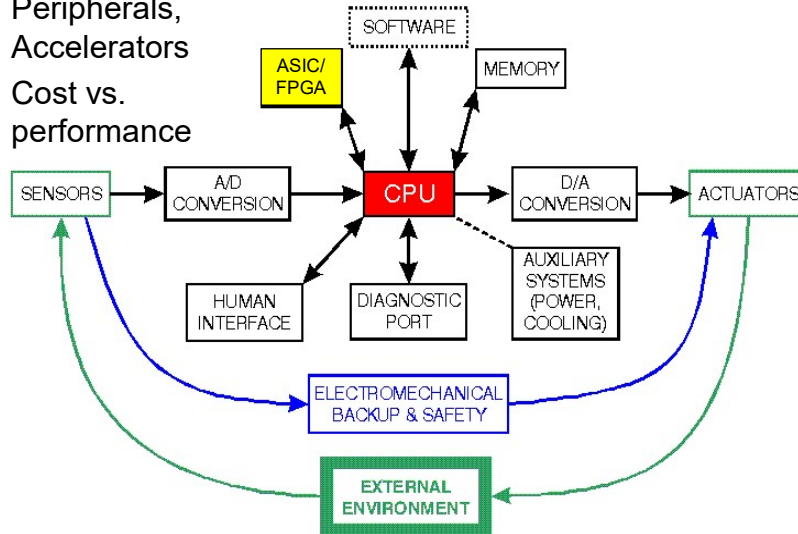 Peripherals,
Accelerators
Cost vs.
performance
SOFTWARE
ASIC/
FPGA
MEMORY
SENSORS
A/D
CONVERSION
CPU
D/A
CONVERSION
ACTUATORS
HUMAN
INTERFACE
DIAGNOSTIC
PORT
AUXILIARY
SYSTEMS
(POWER,
COOLING)
ELECTROMECHANICAL
BACKUP & SAFETY
EXTERNAL
ENVIRONMENT